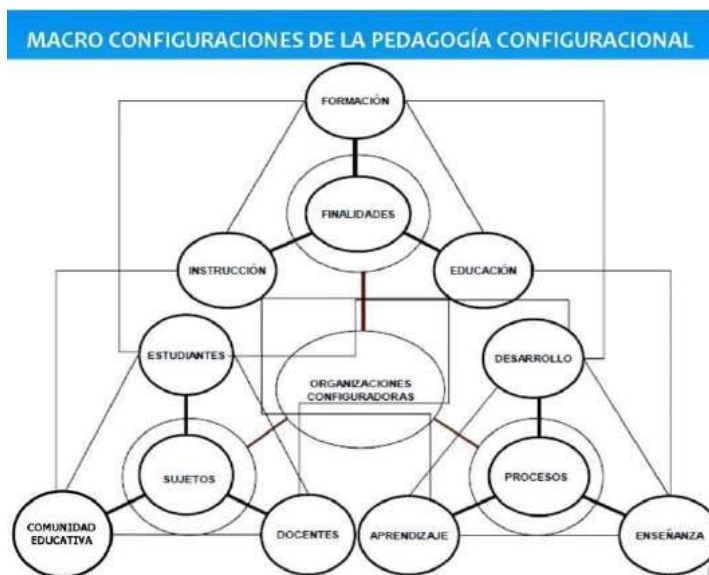 MACRO CONFIGURACIONES DE LA PEDAGOGÍA CONFIGURACIONAL
FORMACIÓN
FINALIDADES
INSTRUCCIÓN
EDUCACIÓN
ESTUDIANTES
DESARROLLO
ORGANIZACIONES
CONFIGURADORAS
SUJETOS
PROCESOS
COMUNIDAD
EDUCATIVA
DOCENTES
APRENDIZAJE
ENSEÑANZA